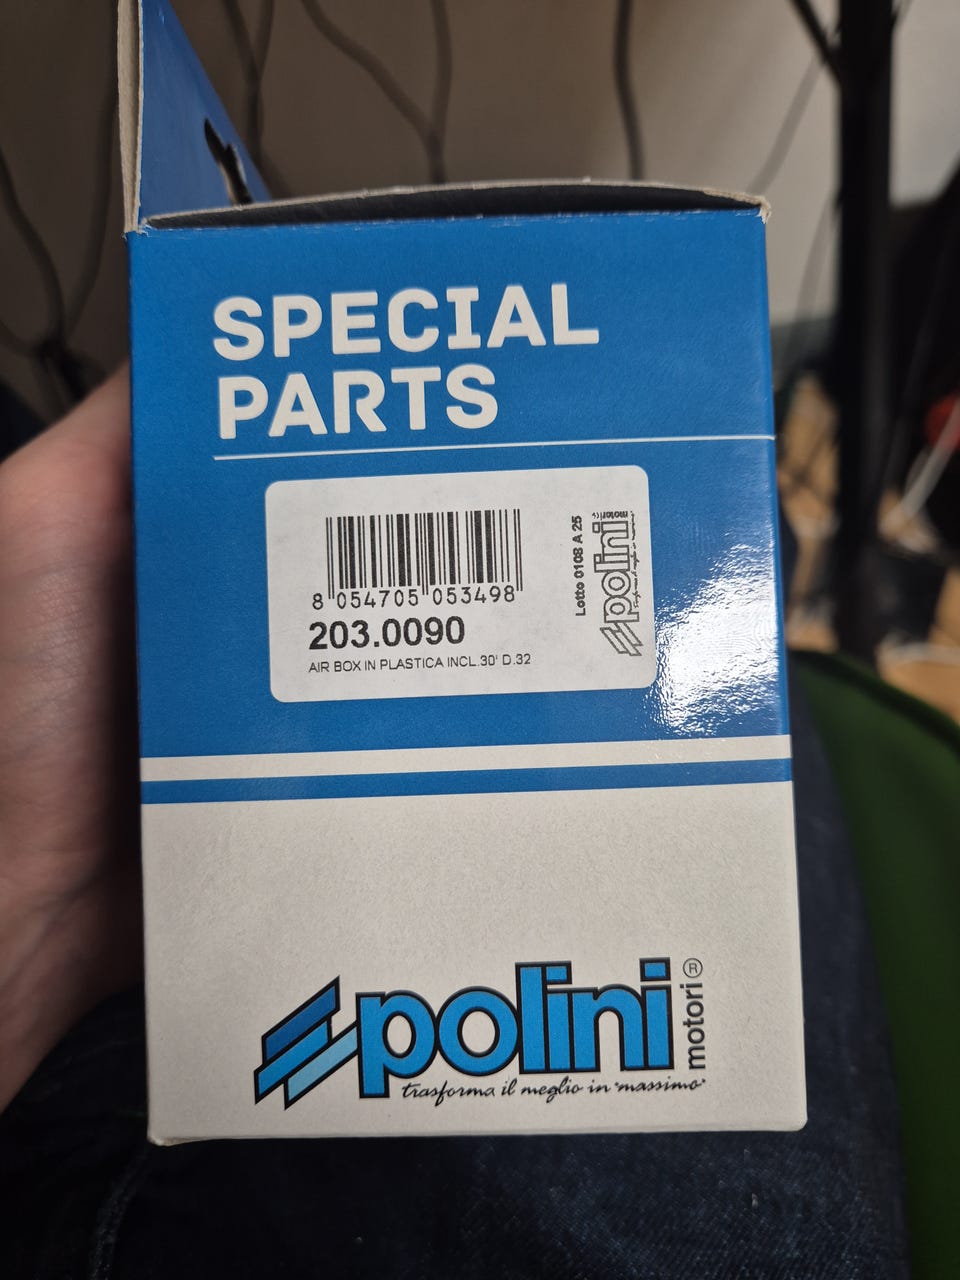 SPECIAL
PARTS
8 054705 053498
203.0090
AIR BOX IN PLASTICA INCL.30' D.32
Lotto 0108 A 25
polini
motori
polini
motori®
trasforma il meglio in "massimo"